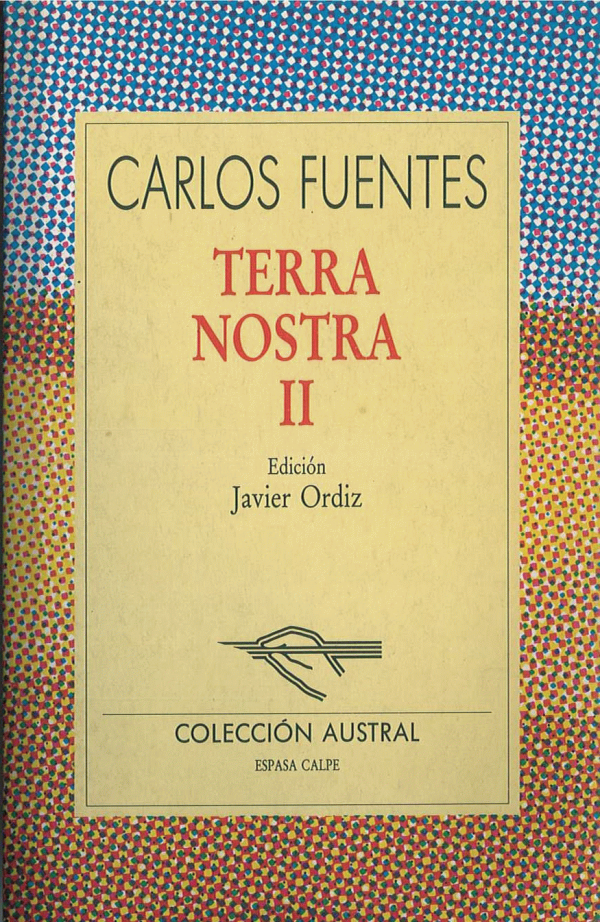 CARLOS FUENTES
TERRA
NOSTRA
II
Edición
Javier Ordiz
COLECCIÓN AUSTRAL
ESPASA CALPE